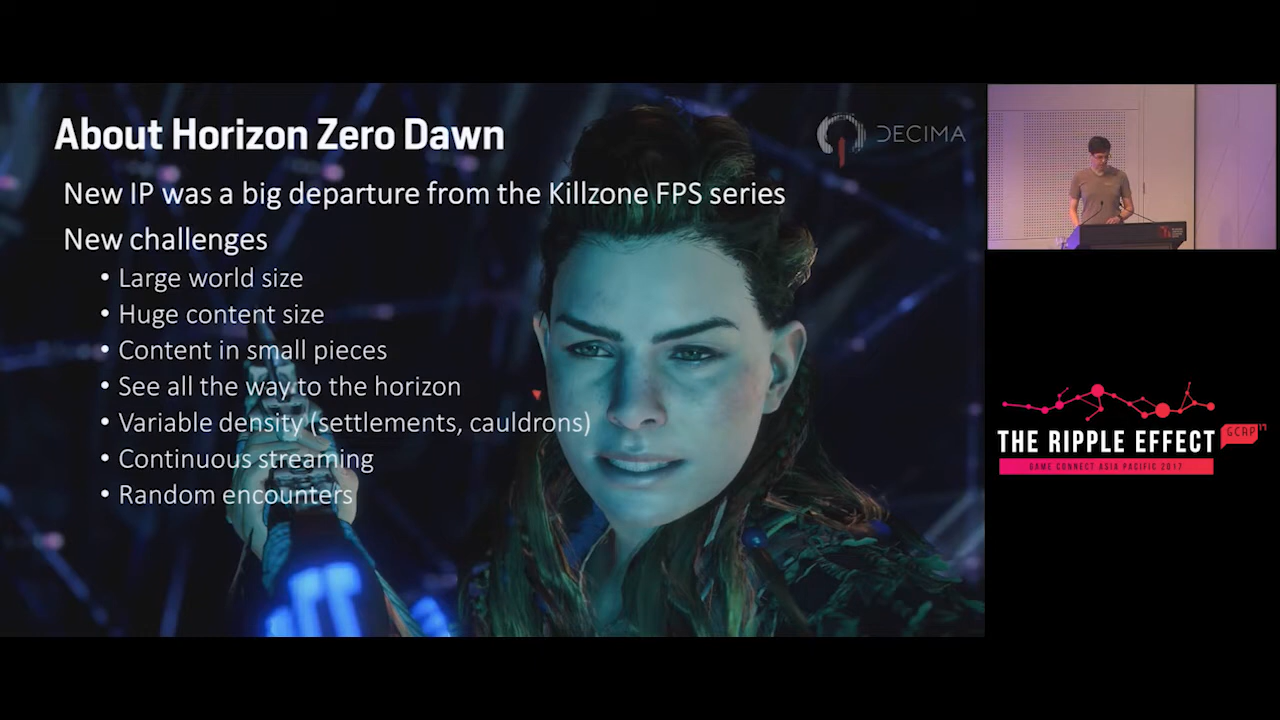 About Horizon Zero Dawn
DECIMA
New IP was a big departure from the Killzone FPS series
New challenges
• Large world size
• Huge content size
• Content in small pieces
• See all the way to the horizon
• Variable density (settlements, cauldrons)
• Continuous streaming
• Random encounters
THE RIPPLE EFFECT
GCAP17
GAME CONNECT ASIA PACIFIC 2017